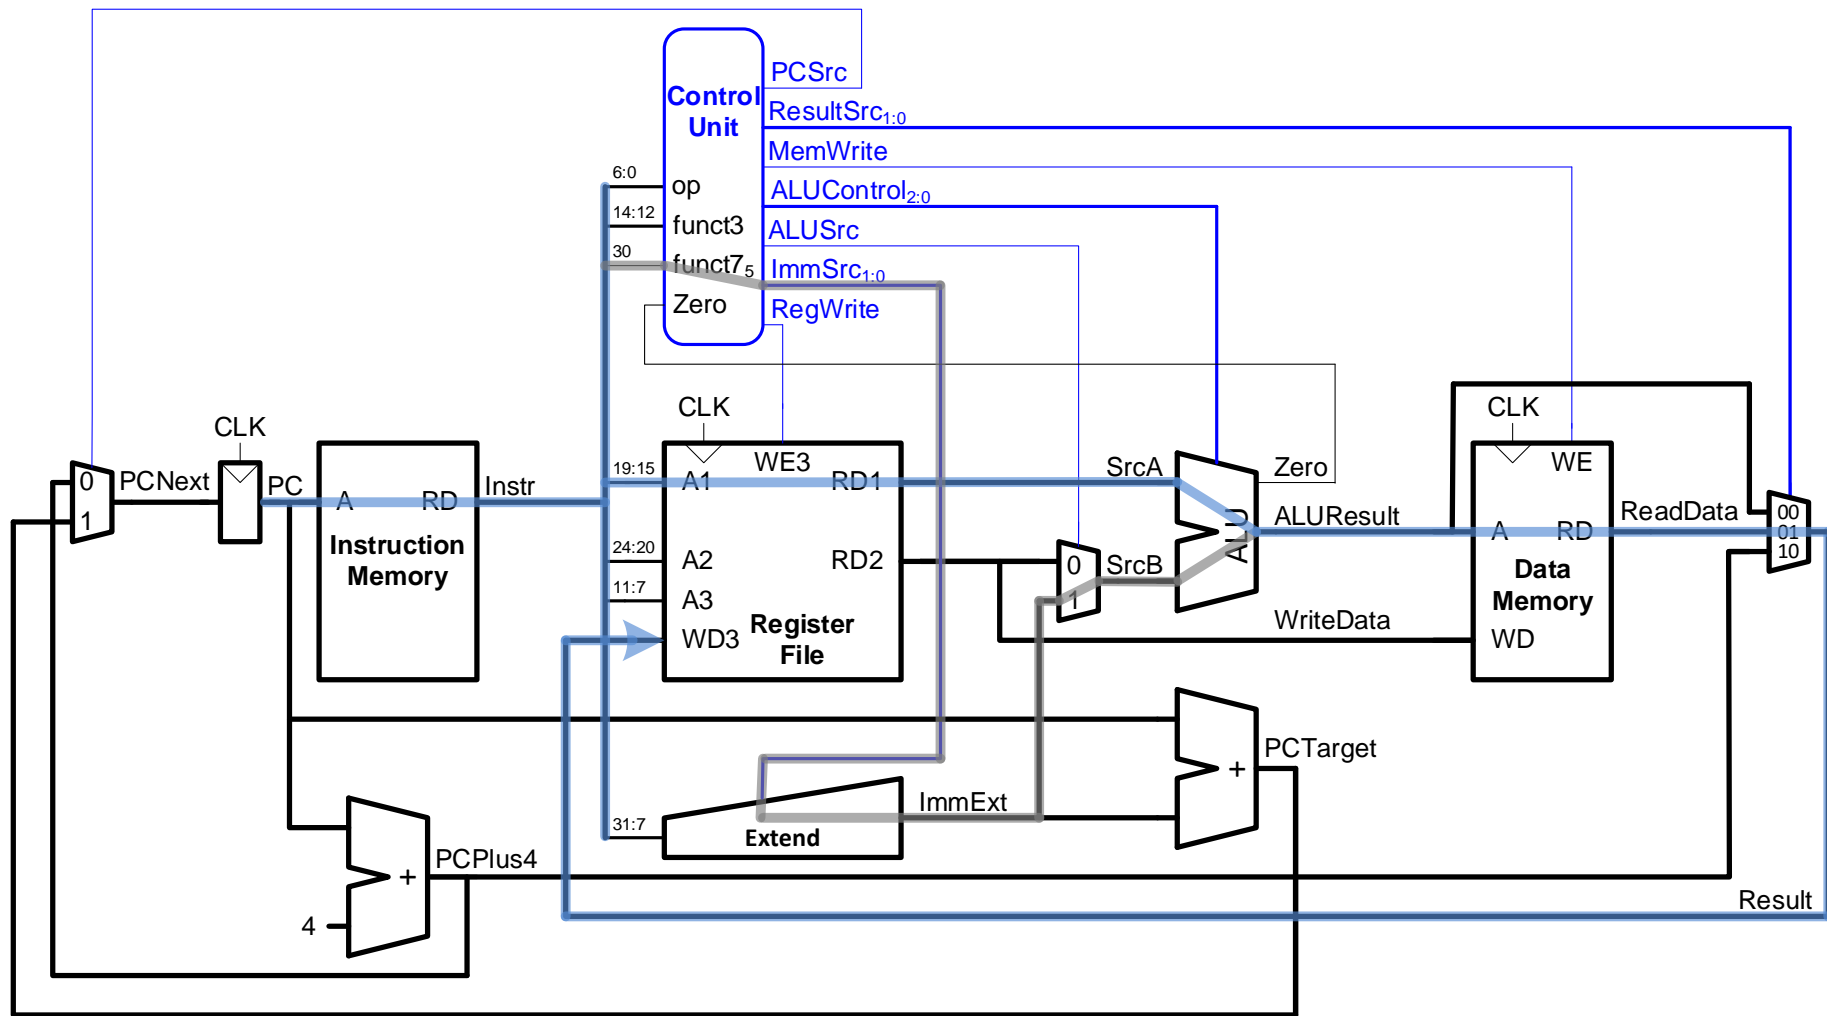 PCSrc
Control
Unit
ResultSrc1:0
MemWrite
6:0
op
ALUControl2:0
14:12
funct3
ALUSrc
30
funct75
ImmSrc1:0
Zero
RegWrite
CLK
CLK
CLK
0
PCNext
PC
Instr
19:15
A1
WE3
RD1
SrcA
Zero
WE
1
A
RD
ALU
ALUResult
A
RD
ReadData
00
01
10
Instruction
Memory
24:20
A2
RD2
0
SrcB
Data
Memory
11:7
A3
1
Register
File
WriteData
WD3
WD
PCTarget
+
ImmExt
31:7
Extend
PCPlus4
+
4
Result